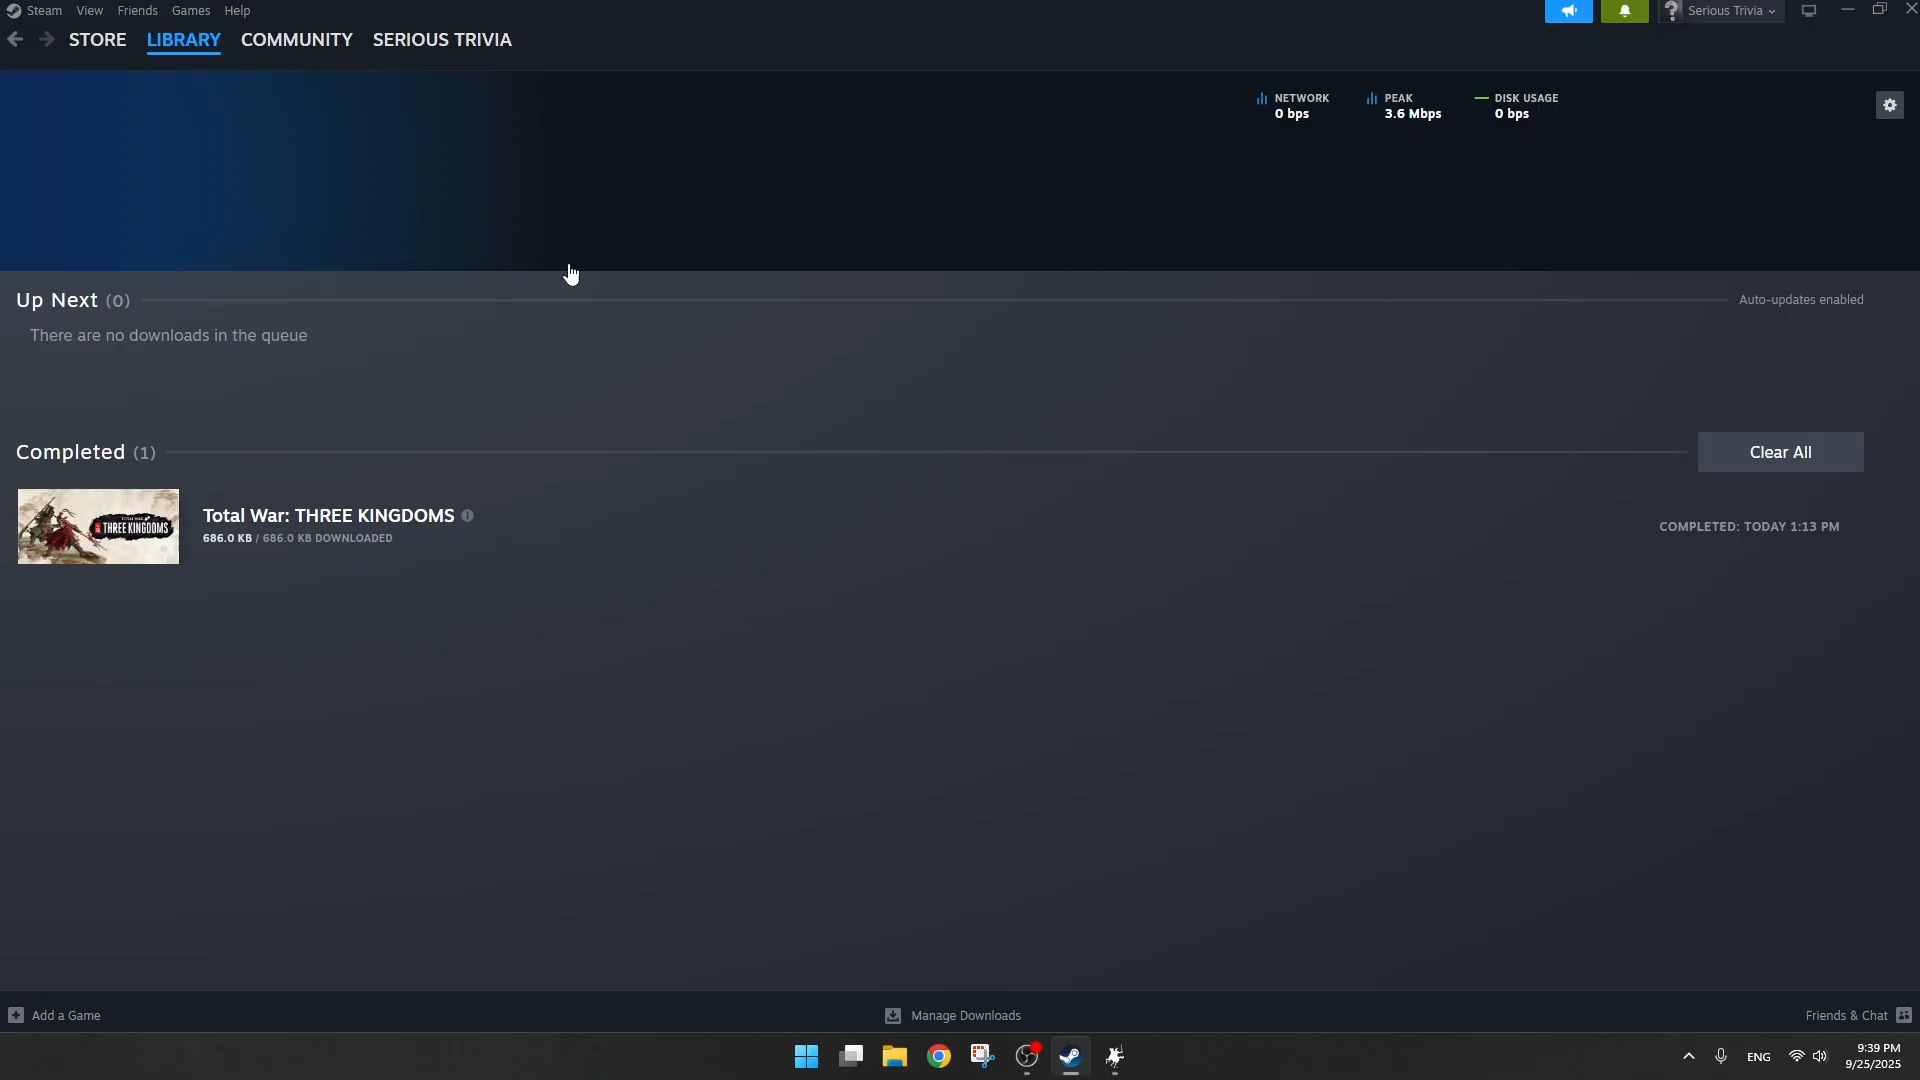 Steam View Friends Games Help
Serious Trivia
STORE LIBRARY COMMUNITY SERIOUS TRIVIA
NETWORK PEAK DISK USAGE
0 bps 3.6 Mbps 0 bps
Up Next (0) Auto-updates enabled
There are no downloads in the queue
Completed (1) Clear All
THREE KINGDOMS
Total War: THREE KINGDOMS
686.0 KB / 686.0 KB DOWNLOADED
COMPLETED: TODAY 1:13 PM
Add a Game Manage Downloads Friends & Chat
ENG 9:39 PM
9/25/2025